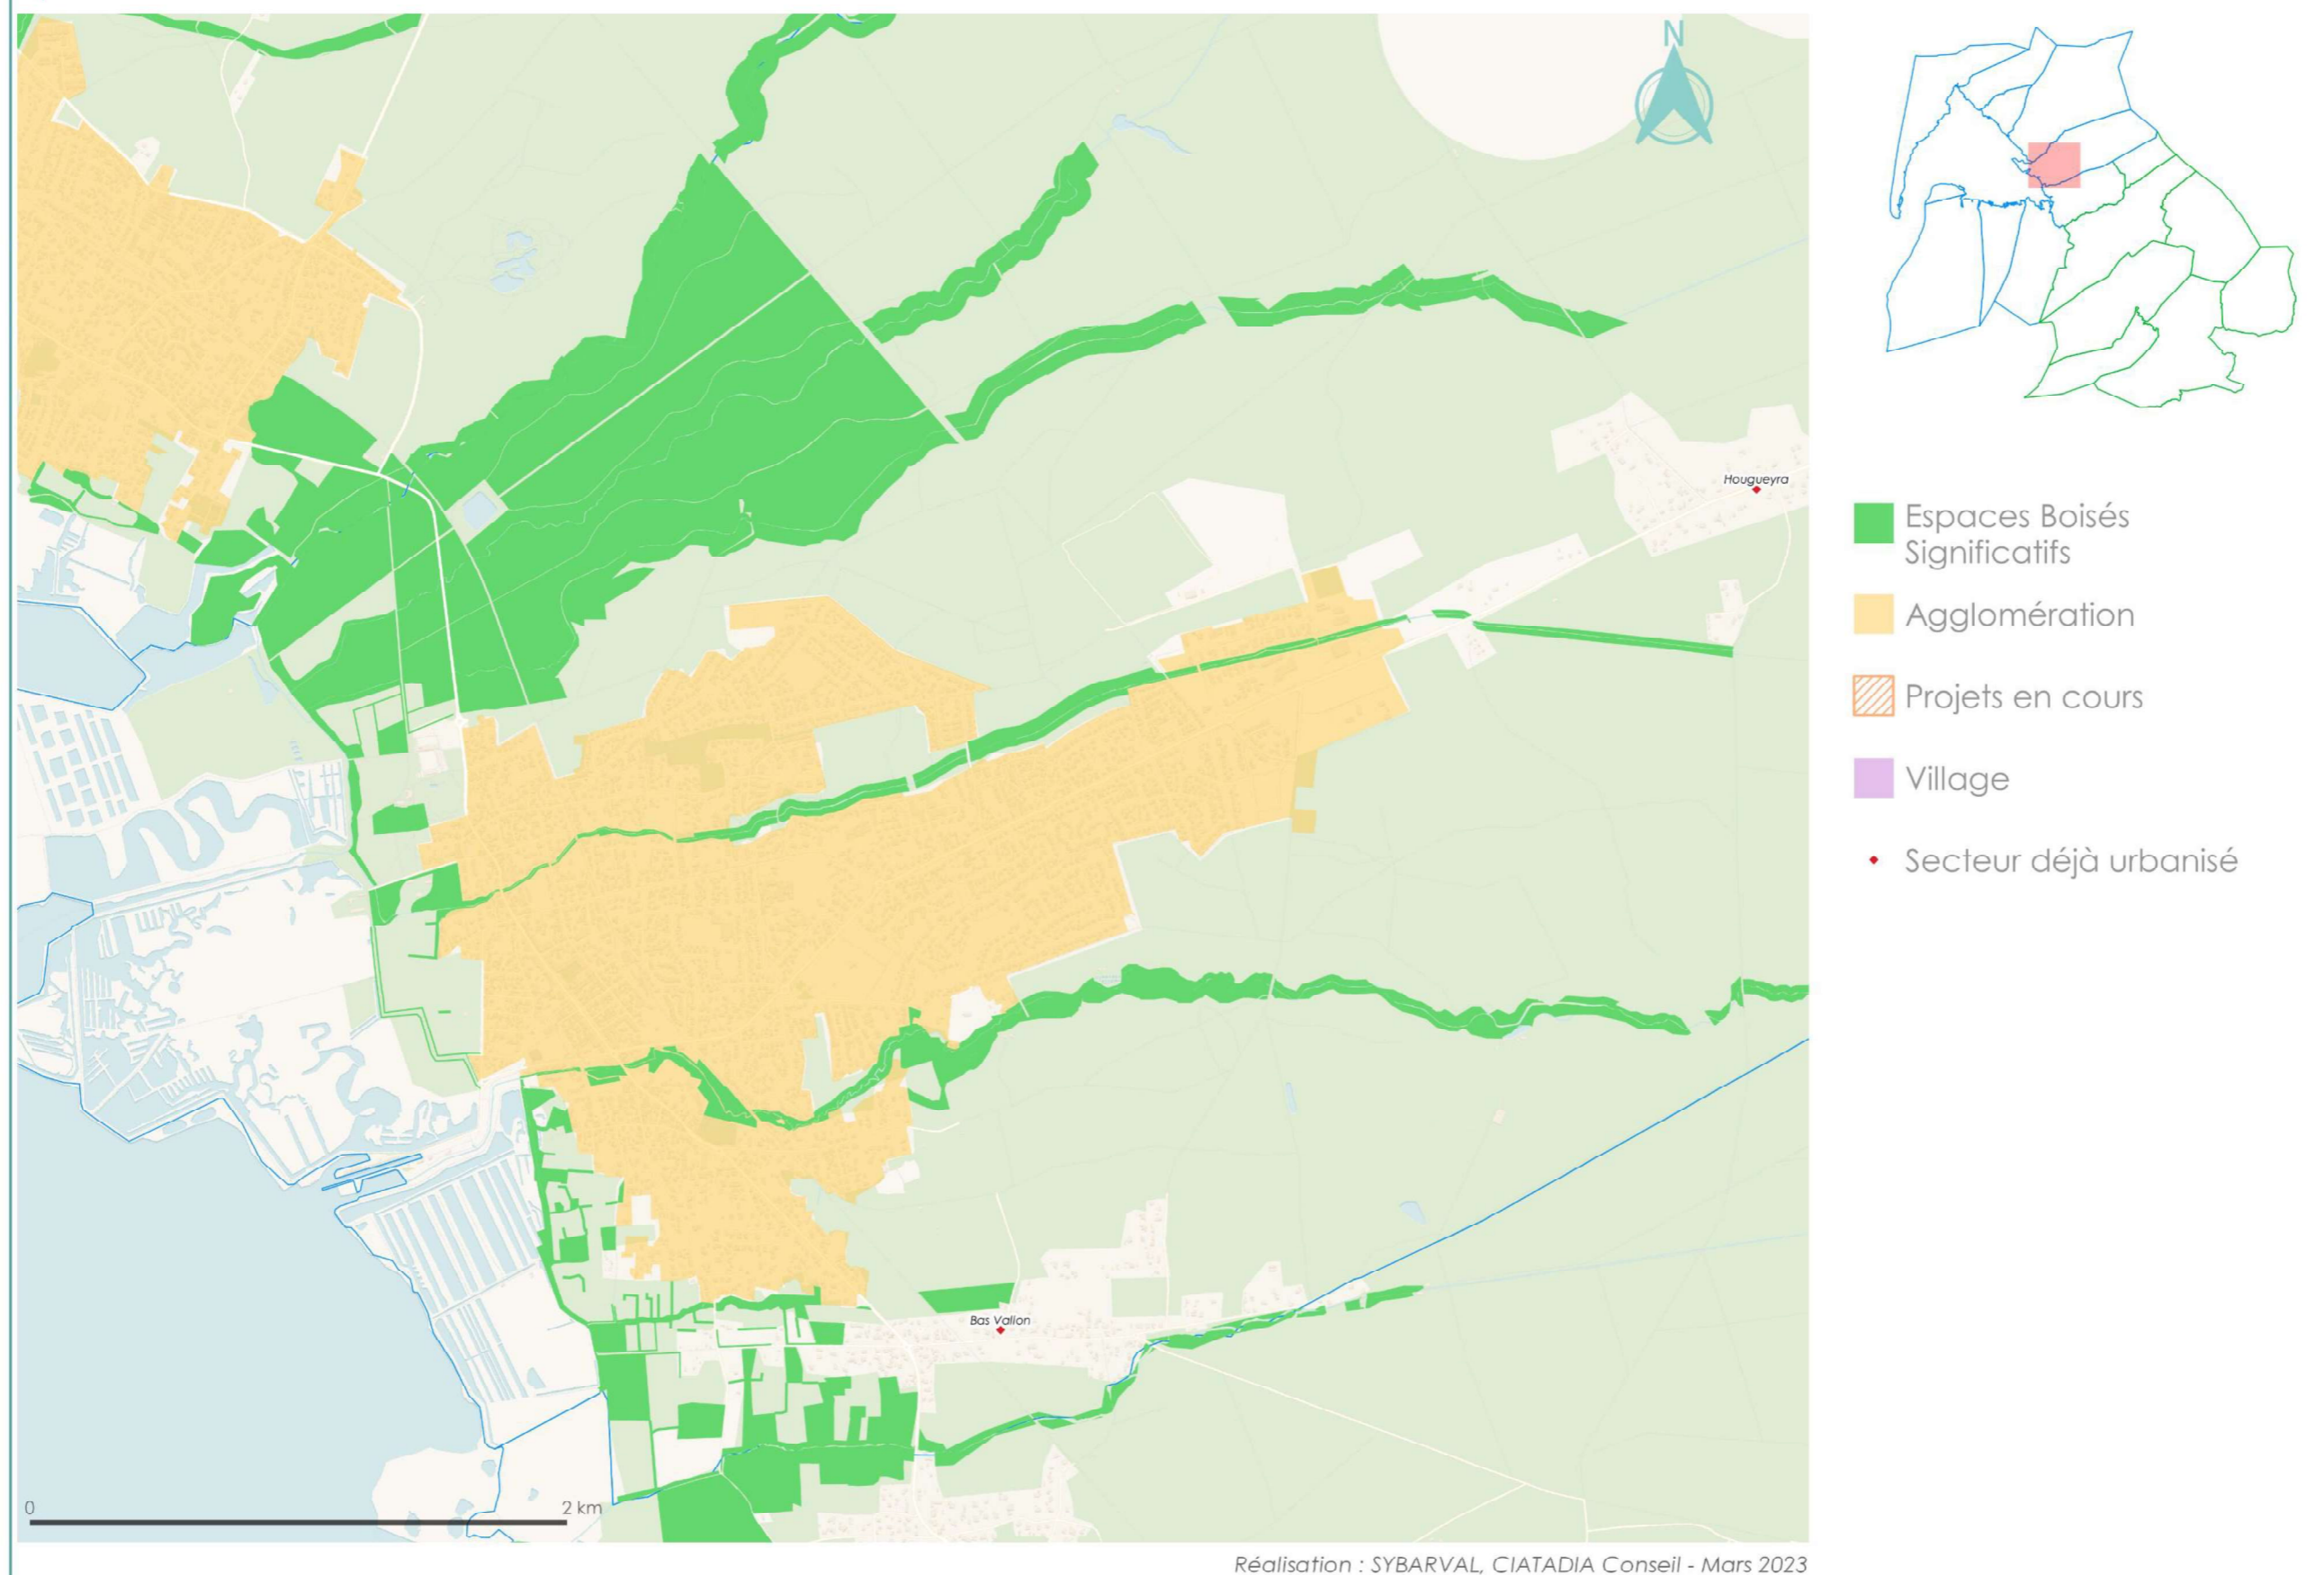 N
Hougueyra
Bas Vallon
0
2 km
Espaces Boisés
Significatifs
Agglomération
Projets en cours
Village
Secteur déjà urbanisé
Réalisation : SYBARVAL, CIATADIA Conseil - Mars 2023